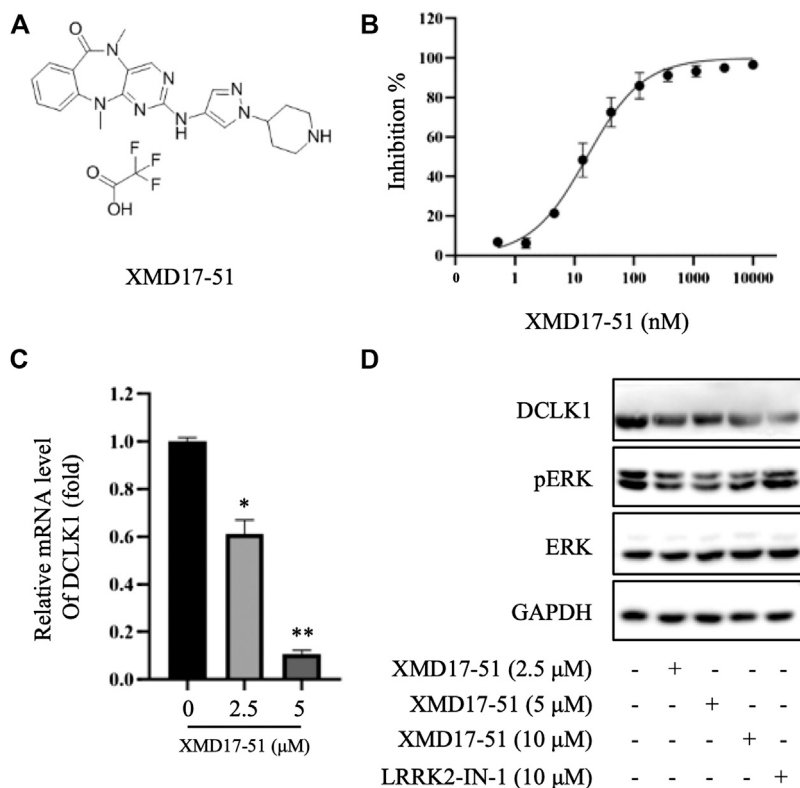 A
O
N
N
N
N
N
H
N
N
NH
F
F
F
O
OH
XMD17-51
B
Inhibition %
120
100
80
60
40
20
0
0 1 10 100 1000 10000
XMD17-51 (nM)
C
Relative mRNA level
Of DCLK1 (fold)
1.2
1.0
0.8
0.6
0.4
0.2
0.0
*
**
0 2.5 5
XMD17-51 (μM)
D
DCLK1
pERK
ERK
GAPDH
XMD17-51 (2.5 μM) - + - - -
XMD17-51 (5 μM) - - + - -
XMD17-51 (10 μM) - - - + -
LRRK2-IN-1 (10 μM) - - - - +